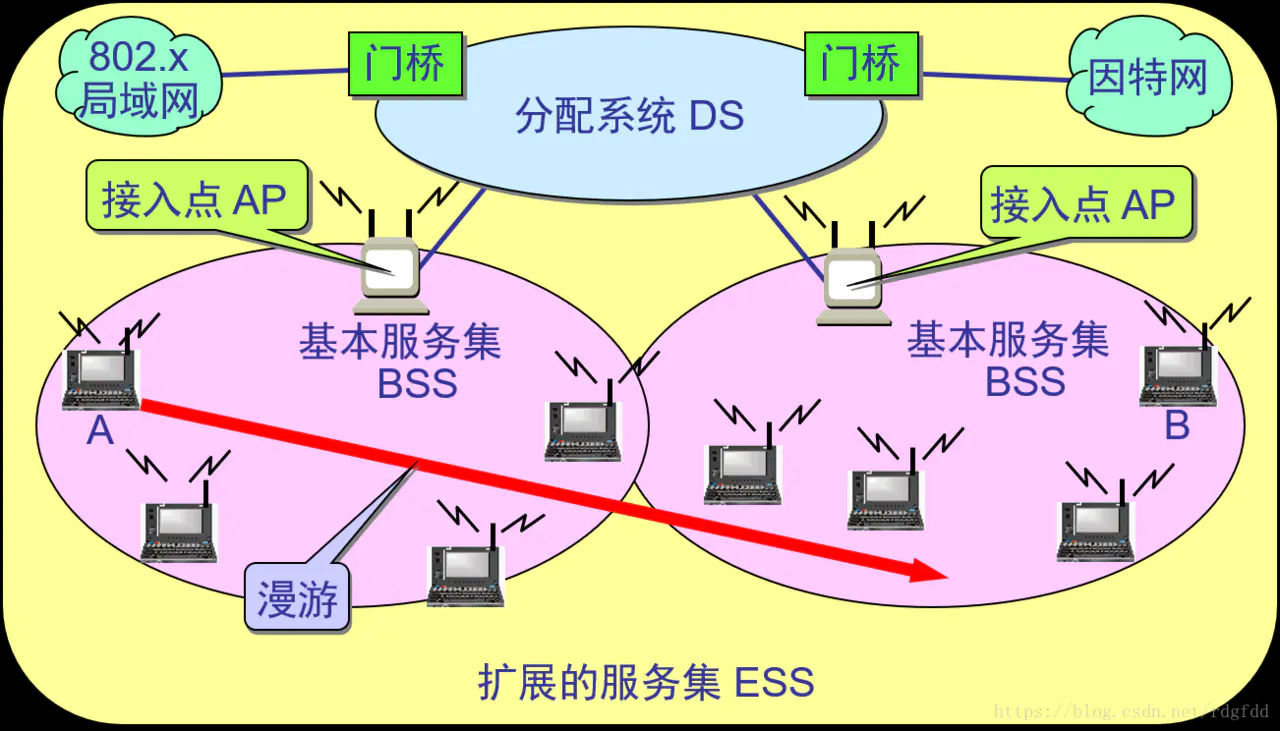 802.x
局域网
门桥
分配系统 DS
门桥
因特网
接入点 AP
接入点 AP
基本服务集
BSS
基本服务集
BSS
A
B
漫游
扩展的服务集 ESS
https://blog.csdn.net/rdgfdd